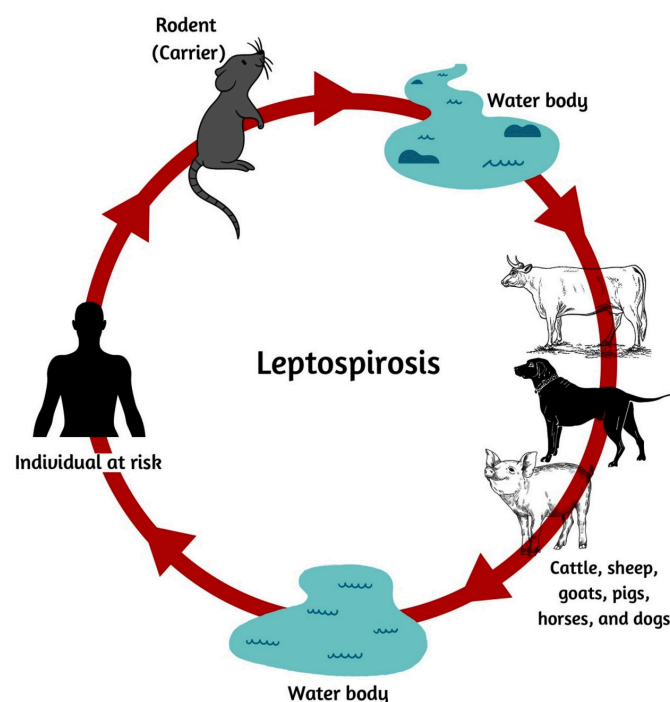 Rodent
(Carrier)
Water body
Leptospirosis
Individual at risk
Cattle, sheep,
goats, pigs,
horses, and dogs
Water body